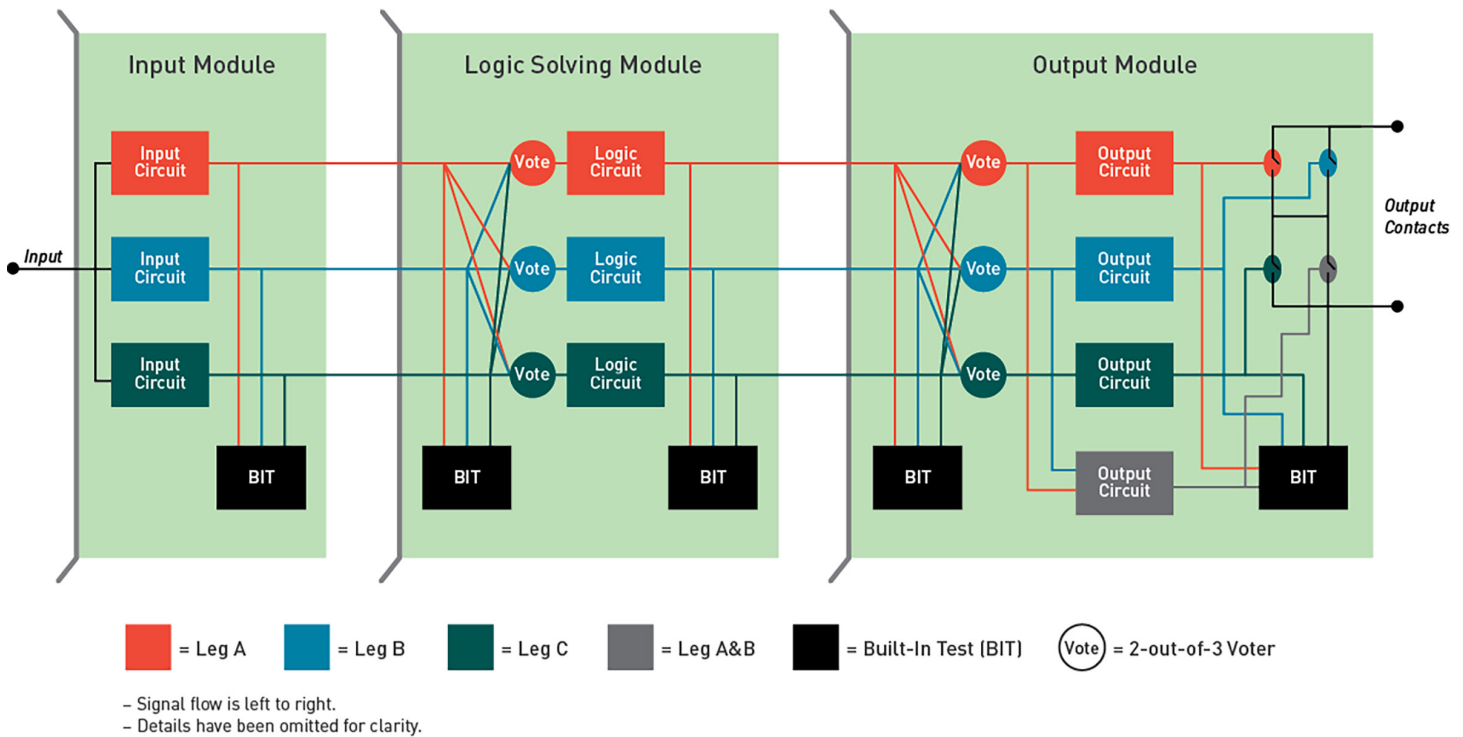 Input Module
Logic Solving Module
Output Module
Input
Circuit
Vote
Logic
Circuit
Vote
Output
Circuit
Output
Contacts
Input
Input
Circuit
Vote
Logic
Circuit
Vote
Output
Circuit
Input
Circuit
Vote
Logic
Circuit
Vote
Output
Circuit
BIT
BIT
BIT
BIT
Output
Circuit
BIT
= Leg A
= Leg B
= Leg C
= Leg A&B
= Built-In Test (BIT)
Vote = 2-out-of-3 Voter
– Signal flow is left to right.
– Details have been omitted for clarity.